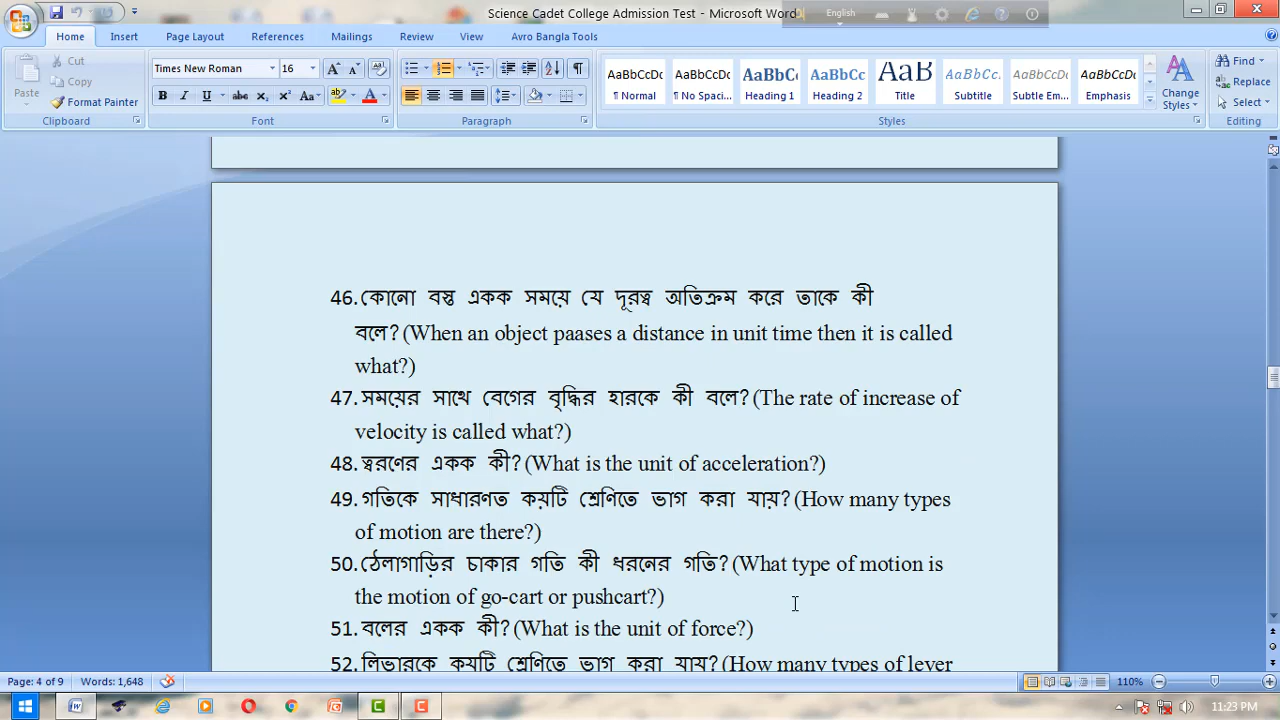 Science Cadet College Admission Test - Microsoft Word
English
Home Insert Page Layout References Mailings Review View Avro Bangla Tools
Paste
Cut
Copy
Format Painter
Clipboard
Times New Roman 16
Font
Paragraph
AaBbCcDc AaBbCcDc AaBbC AaBbCc AaB AaBbCc. AaBbCcDc AaBbCcDc
¶ Normal ¶ No Spaci... Heading 1 Heading 2 Title Subtitle Subtle Em... Emphasis
Change Styles
Styles
Find
Replace
Select
Editing
46.কোনো বস্তু একক সময়ে যে দূরত্ব অতিক্রম করে তাকে কী
বলে?(When an object paases a distance in unit time then it is called
what?)
47.সময়ের সাথে বেগের বৃদ্ধির হারকে কী বলে?(The rate of increase of
velocity is called what?)
48.ত্বরণের একক কী?(What is the unit of acceleration?)
49.গতিকে সাধারণত কয়টি শ্রেণিতে ভাগ করা যায়?(How many types
of motion are there?)
50.ঠেলাগাড়ির চাকার গতি কী ধরনের গতি?(What type of motion is
the motion of go-cart or pushcart?)
51.বলের একক কী?(What is the unit of force?)
52.লিভারকে কয়টি শ্রেণিতে ভাগ করা যায়?(How many types of lever
Page: 4 of 9 Words: 1,648 110%
11:23 PM